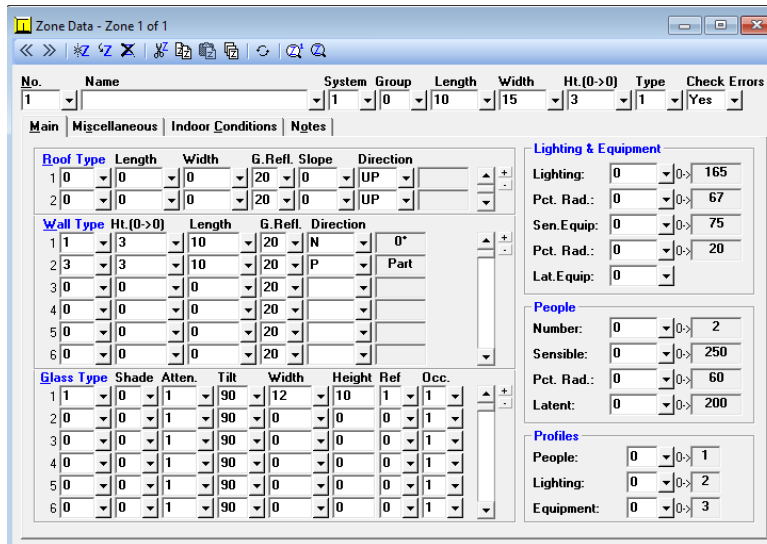 Zone Data - Zone 1 of 1
No. Name System Group Length Width Ht.(0->0) Type Check Errors
1 1 0 10 15 3 1 Yes
Main Miscellaneous Indoor Conditions Notes
Roof Type Length Width G.Refl. Slope Direction
1 0 0 0 20 0 UP
2 0 0 0 20 0 UP
Wall Type Ht.(0->0) Length G.Refl. Direction
1 1 3 10 20 N 0°
2 3 3 10 20 P Part
3 0 0 0 20
4 0 0 0 20
5 0 0 0 20
6 0 0 0 20
Glass Type Shade Atten. Tilt Width Height Ref Occ.
1 1 0 1 90 12 10 1 1
2 0 0 1 90 0 0 0 1
3 0 0 1 90 0 0 0 1
4 0 0 1 90 0 0 0 1
5 0 0 1 90 0 0 0 1
6 0 0 1 90 0 0 0 1
Lighting & Equipment
Lighting: 0 0-> 165
Pct. Rad.: 0 0-> 67
Sen.Equip: 0 0-> 75
Pct. Rad.: 0 0-> 20
Lat.Equip: 0
People
Number: 0 0-> 2
Sensible: 0 0-> 250
Pct. Rad.: 0 0-> 60
Latent: 0 0-> 200
Profiles
People: 0 0-> 1
Lighting: 0 0-> 2
Equipment: 0 0-> 3